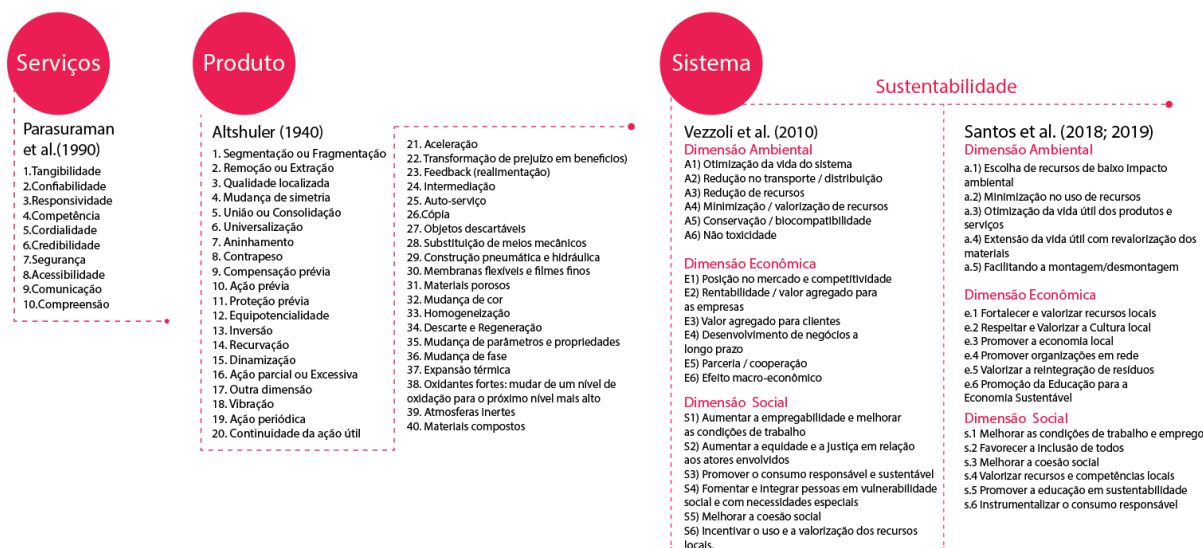 Serviços
Parasuraman
et al.(1990)
1.Tangibilidade
2.Confiabilidade
3.Responsividade
4.Competência
5.Cordialidade
6.Credibilidade
7.Segurança
8.Acessibilidade
9.Comunicação
10.Compreensão
Produto
Altshuler (1940)
1. Segmentação ou Fragmentação
2. Remoção ou Extração
3. Qualidade localizada
4. Mudança de simetria
5. União ou Consolidação
6. Universalização
7. Aninhamento
8. Contrapeso
9. Compensação prévia
10. Ação prévia
11. Proteção prévia
12. Equipotencialidade
13. Inversão
14. Recurvação
15. Dinamização
16. Ação parcial ou Excessiva
17. Outra dimensão
18. Vibração
19. Ação periódica
20. Continuidade da ação útil
21. Aceleração
22. Transformação de prejuízo em benefícios)
23. Feedback (realimentação)
24. Intermediação
25. Auto-serviço
26.Cópia
27. Objetos descartáveis
28. Substituição de meios mecânicos
29. Construção pneumática e hidráulica
30. Membranas flexíveis e filmes finos
31. Materiais porosos
32. Mudança de cor
33. Homogeneização
34. Descarte e Regeneração
35. Mudança de parâmetros e propriedades
36. Mudança de fase
37. Expansão térmica
38. Oxidantes fortes: mudar de um nível de
oxidação para o próximo nível mais alto
39. Atmosferas inertes
40. Materiais compostos
Sistema
Sustentabilidade
Vezzoli et al. (2010)
Dimensão Ambiental
A1) Otimização da vida do sistema
A2) Redução no transporte / distribuição
A3) Redução de recursos
A4) Minimização / valorização de recursos
A5) Conservação / biocompatibilidade
A6) Não toxicidade
Dimensão Econômica
E1) Posição no mercado e competitividade
E2) Rentabilidade / valor agregado para
as empresas
E3) Valor agregado para clientes
E4) Desenvolvimento de negócios a
longo prazo
E5) Parceria / cooperação
E6) Efeito macro-econômico
Dimensão Social
S1) Aumentar a empregabilidade e melhorar
as condições de trabalho
S2) Aumentar a equidade e a justiça em relação
aos atores envolvidos
S3) Promover o consumo responsável e sustentável
S4) Fomentar e integrar pessoas em vulnerabilidade
social e com necessidades especiais
S5) Melhorar a coesão social
S6) Incentivar o uso e a valorização dos recursos
locais.
Santos et al. (2018; 2019)
Dimensão Ambiental
a.1) Escolha de recursos de baixo impacto
ambiental
a.2) Minimização no uso de recursos
a.3) Otimização da vida útil dos produtos e
serviços
a.4) Extensão da vida útil com revalorização dos
materiais
a.5) Facilitando a montagem/desmontagem
Dimensão Econômica
e.1 Fortalecer e valorizar recursos locais
e.2 Respeitar e Valorizar a Cultura local
e.3 Promover a economia local
e.4 Promover organizações em rede
e.5 Valorizar a reintegração de resíduos
e.6 Promoção da Educação para a
Economia Sustentável
Dimensão Social
s.1 Melhorar as condições de trabalho e emprego
s.2 Favorecer a inclusão de todos
s.3 Melhorar a coesão social
s.4 Valorizar recursos e competências locais
s.5 Promover a educação em sustentabilidade
s.6 Instrumentalizar o consumo responsável